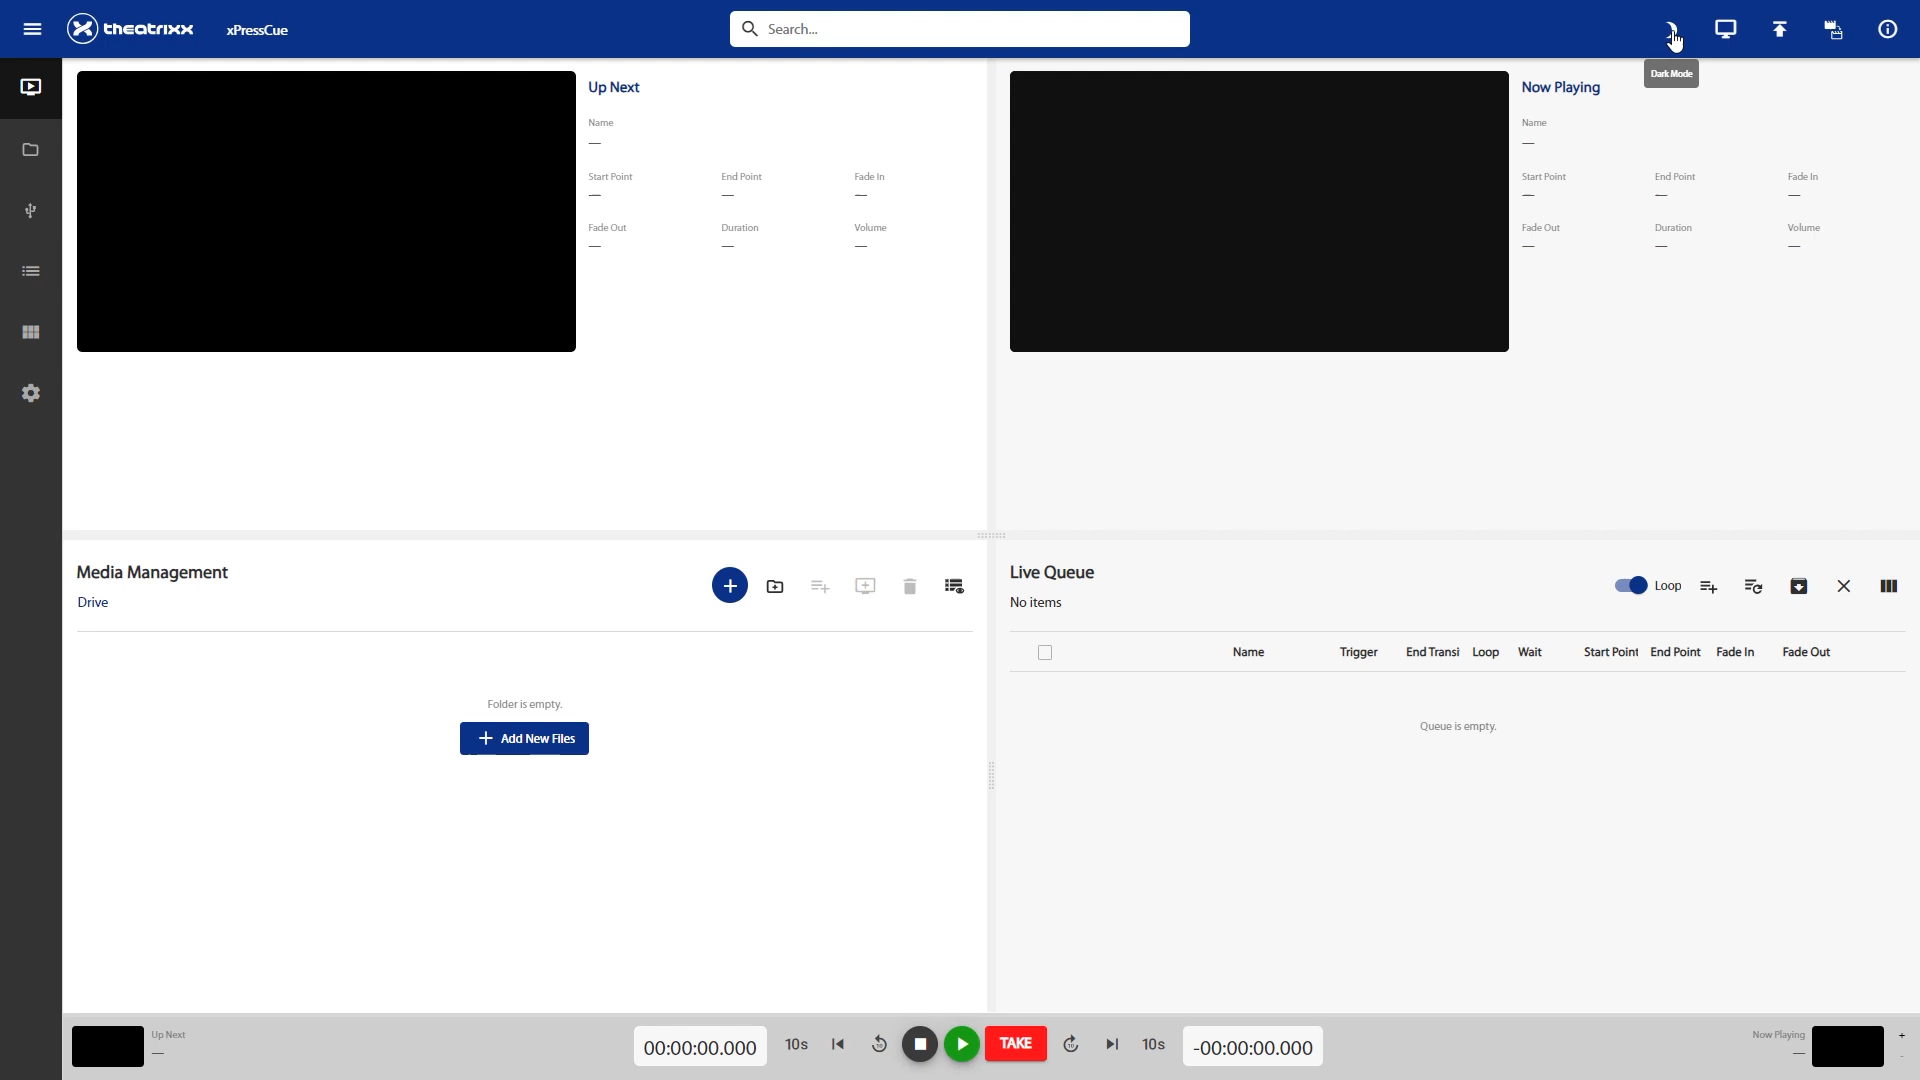 theatrixx xPressCue Search...
Dark Mode
Up Next
Name
—
Start Point End Point Fade In
— — —
Fade Out Duration Volume
— — —
Now Playing
Name
—
Start Point End Point Fade In
— — —
Fade Out Duration Volume
— — —
Media Management
Drive
Folder is empty.
+ Add New Files
Live Queue
No items
Loop
Name Trigger End Transi Loop Wait Start Point End Point Fade In Fade Out
Queue is empty.
Up Next
—
00:00:00.000 10s 10 TAKE 10 10s -00:00:00.000
Now Playing
—
+
-